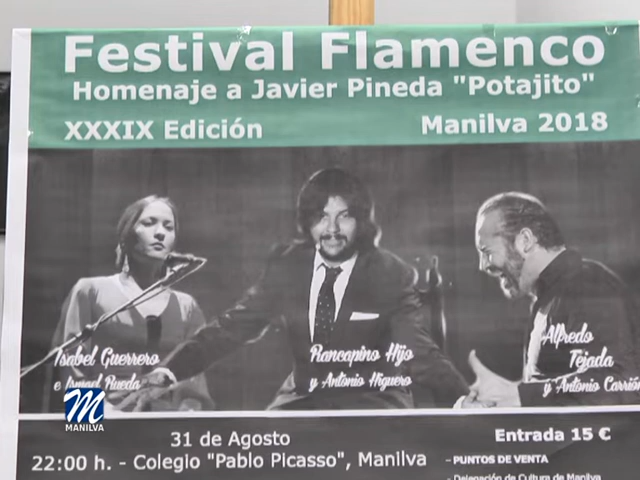 Festival Flamenco
Homenaje a Javier Pineda "Potajito"
XXXIX Edición
Manilva 2018
Isabel Guerrero
e Ismael Rueda
Rancapino Hijo
y Antonio Higuero
Alfredo
Tejada
y Antonio Carrión
M
MANILVA
31 de Agosto
22:00 h. - Colegio "Pablo Picasso", Manilva
Entrada 15 €
- PUNTOS DE VENTA
- Delegación de Cultura de Manilva